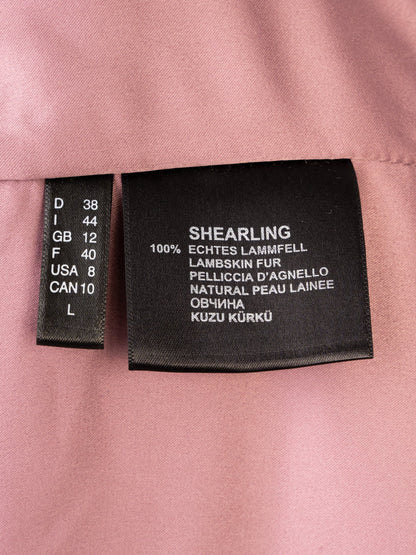 D 38
I 44
GB 12
F 40
USA 8
CAN 10
L
SHEARLING
100% ECHTES LAMMFELL
LAMBSKIN FUR
PELLICCIA D'AGNELLO
NATURAL PEAU LAINEE
ОВЧИНА
KUZU KÜRKÜ